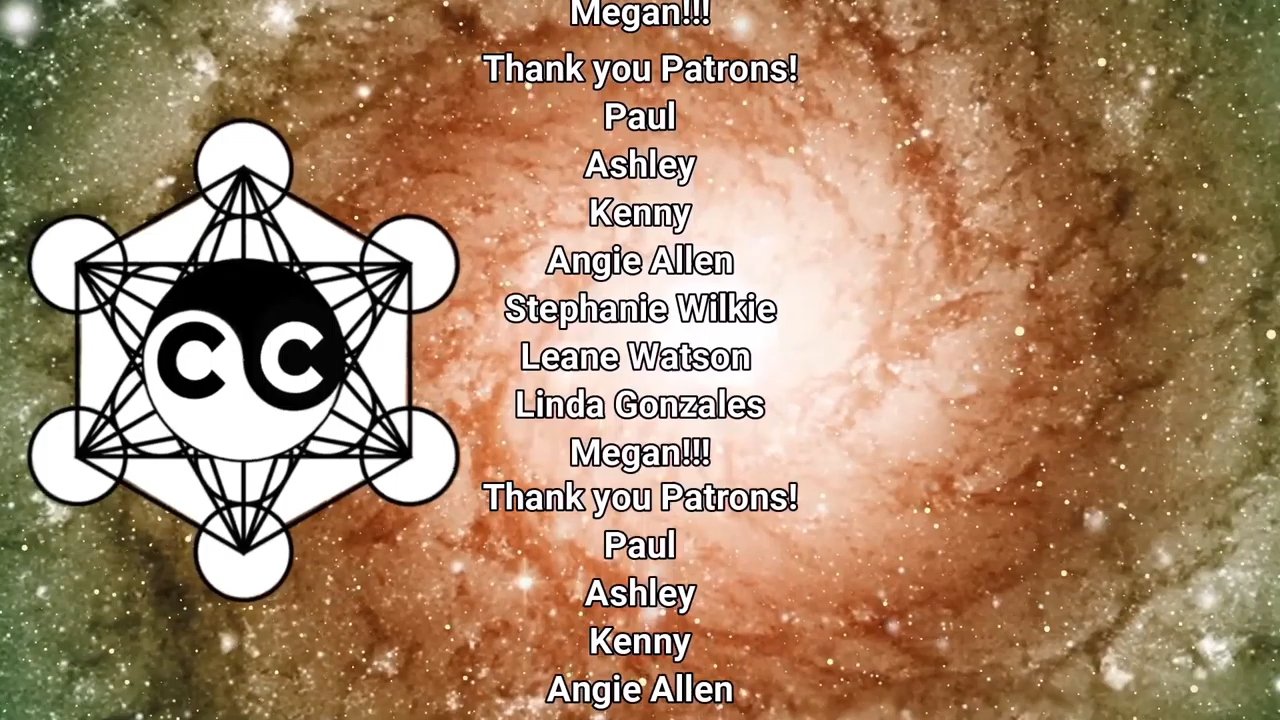 Megan!!!
Thank you Patrons!
Paul
Ashley
Kenny
Angie Allen
Stephanie Wilkie
Leane Watson
Linda Gonzales
Megan!!!
Thank you Patrons!
Paul
Ashley
Kenny
Angie Allen
CC